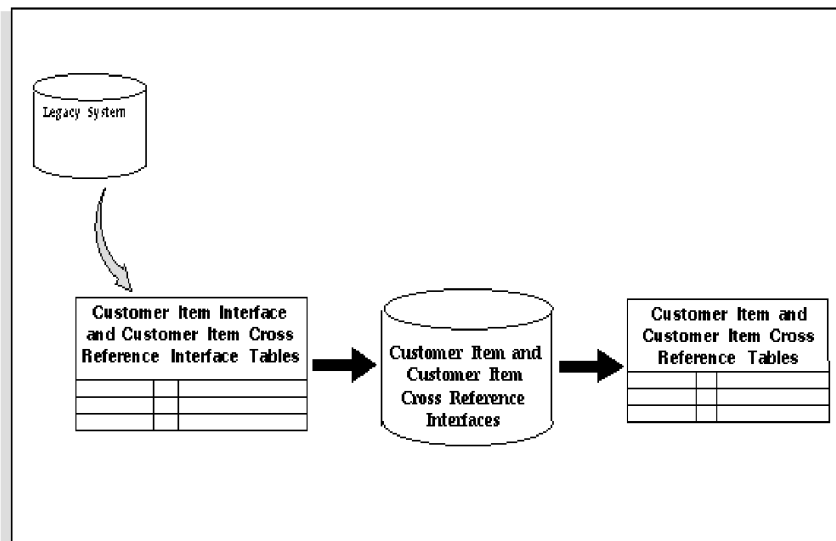 Legacy System
Customer Item Interface
and Customer Item Cross
Reference Interface Tables
Customer Item and
Customer Item
Cross Reference
Interfaces
Customer Item and
Customer Item Cross
Reference Tables